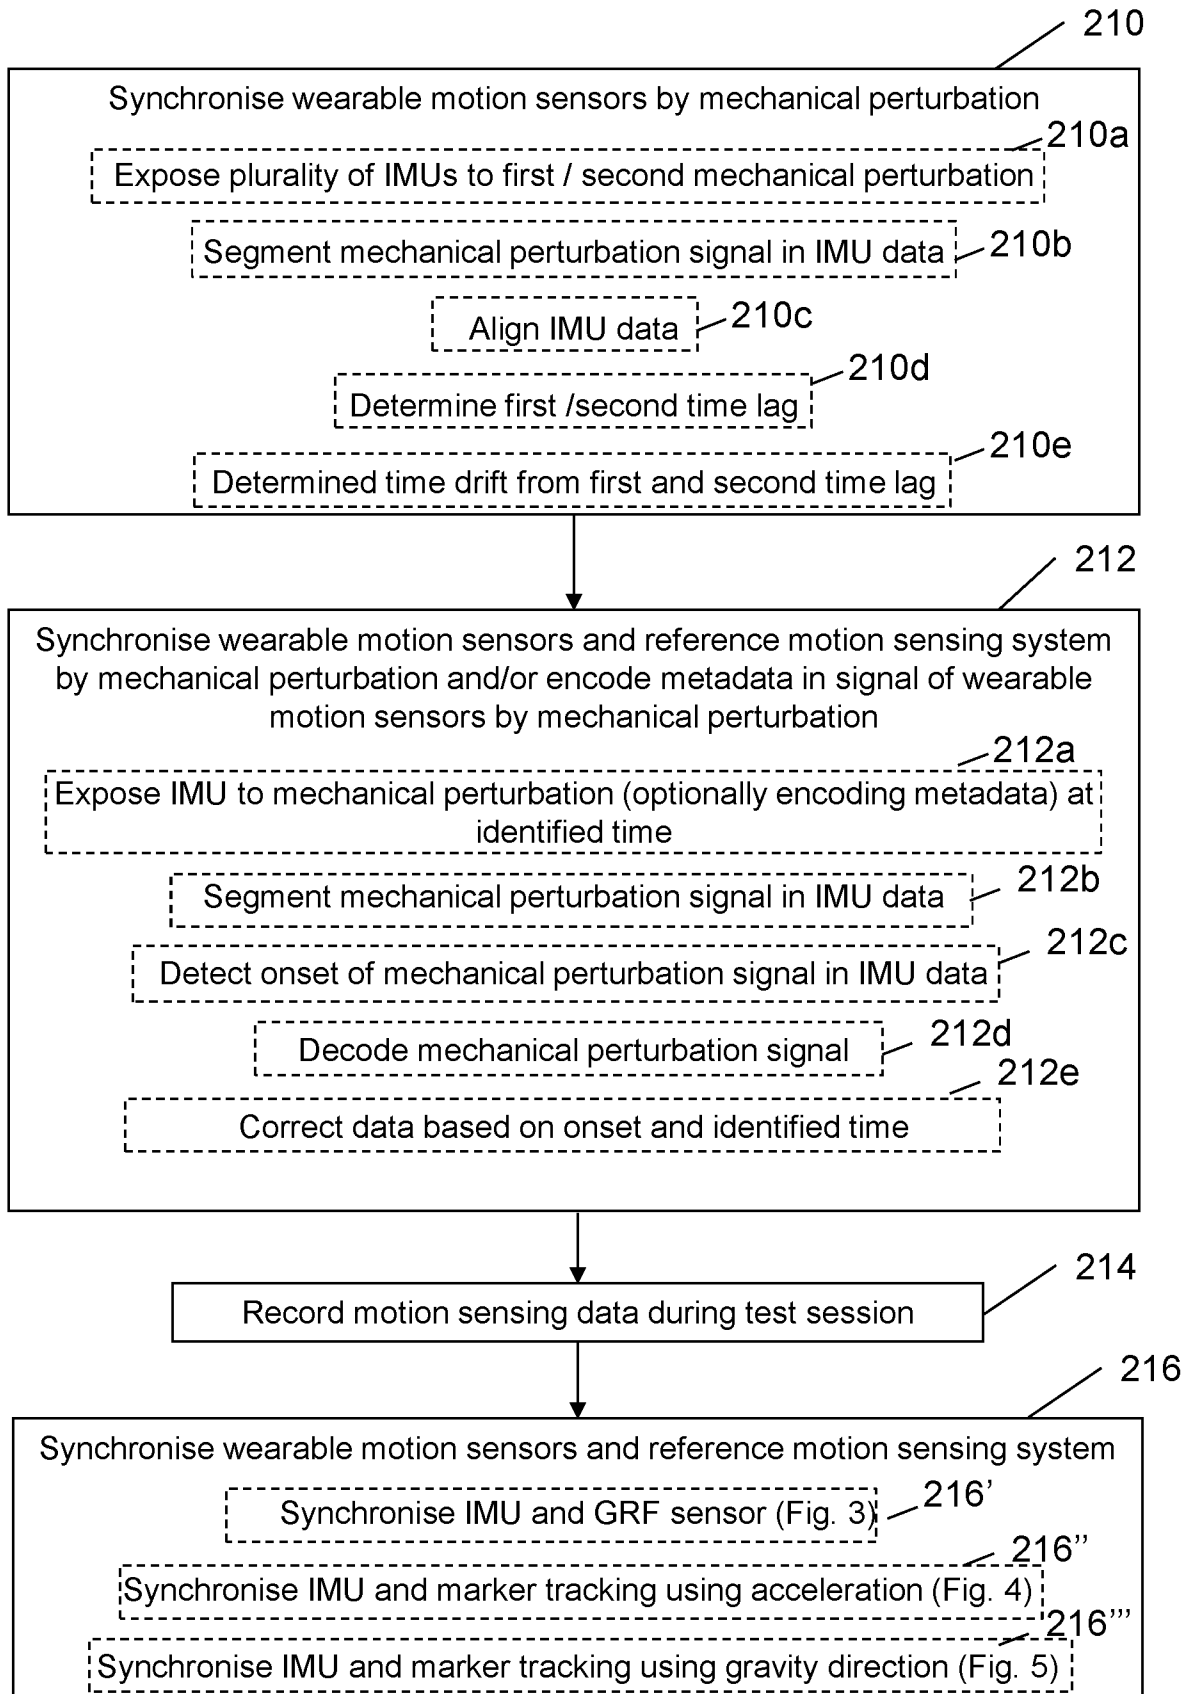 210
Synchronise wearable motion sensors by mechanical perturbation
210a
Expose plurality of IMUs to first / second mechanical perturbation
Segment mechanical perturbation signal in IMU data
210b
Align IMU data
210c
210d
Determine first /second time lag
210e
Determined time drift from first and second time lag
212
Synchronise wearable motion sensors and reference motion sensing system
by mechanical perturbation and/or encode metadata in signal of wearable
motion sensors by mechanical perturbation
212a
Expose IMU to mechanical perturbation (optionally encoding metadata) at
identified time
Segment mechanical perturbation signal in IMU data
212b
212c
Detect onset of mechanical perturbation signal in IMU data
Decode mechanical perturbation signal
212d
212e
Correct data based on onset and identified time
214
Record motion sensing data during test session
216
Synchronise wearable motion sensors and reference motion sensing system
Synchronise IMU and GRF sensor (Fig. 3)
216’
216’’
Synchronise IMU and marker tracking using acceleration (Fig. 4)
216’’’
Synchronise IMU and marker tracking using gravity direction (Fig. 5)